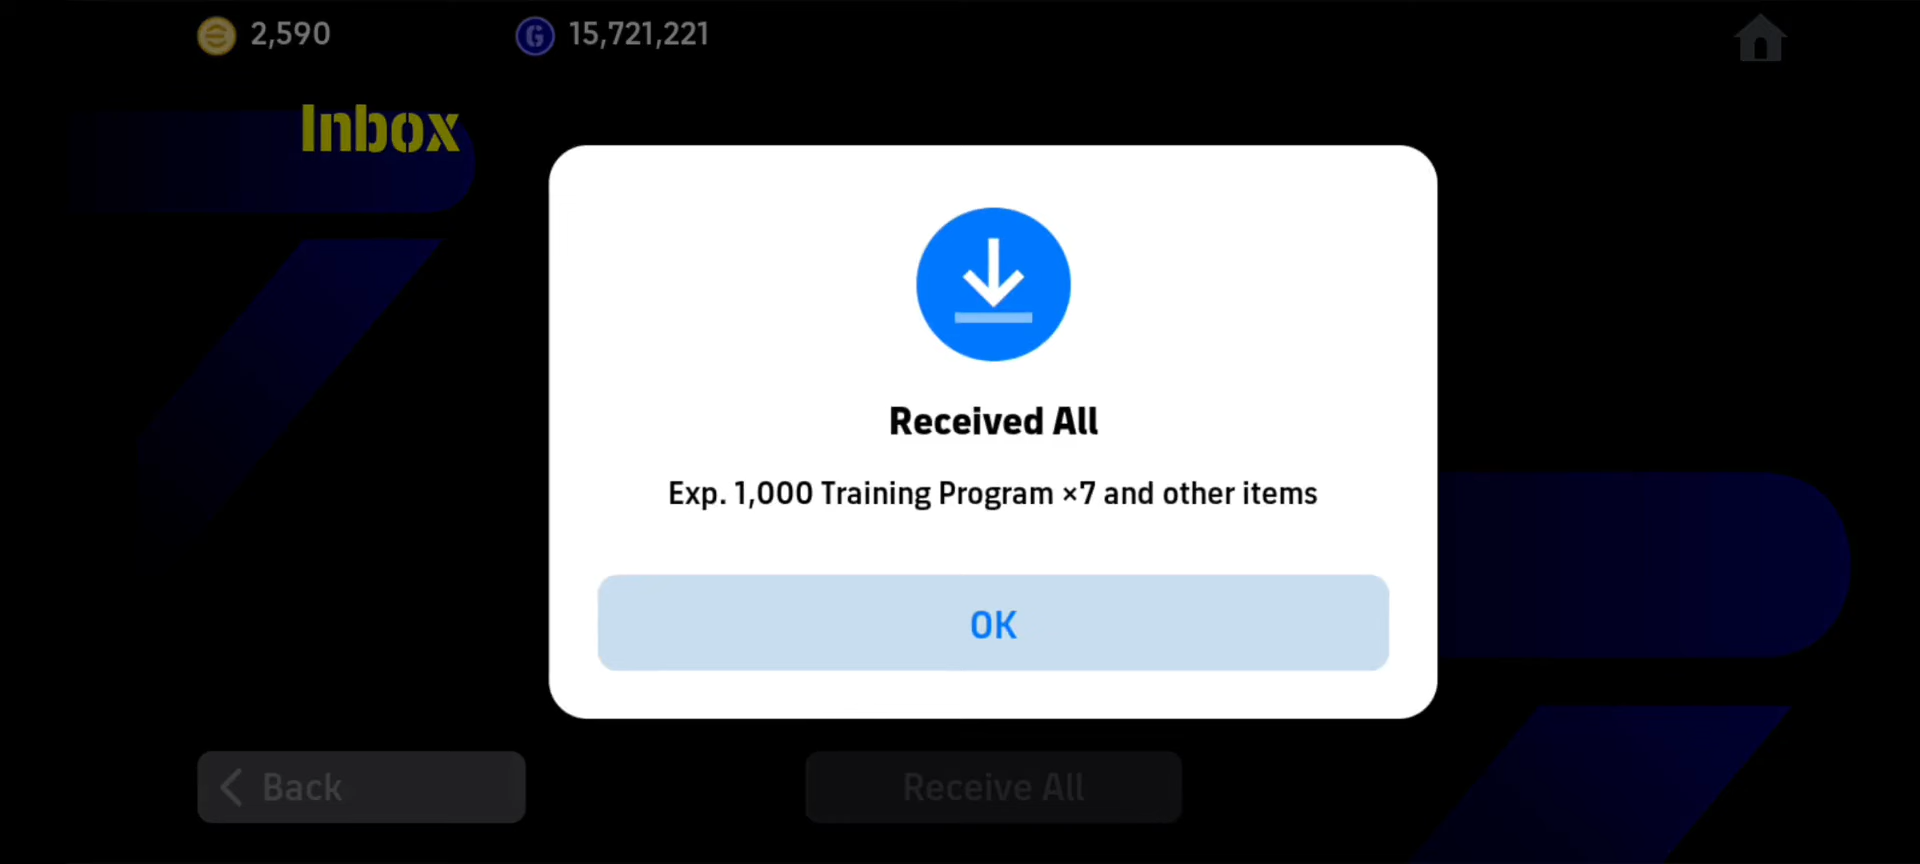 2,590
G 15,721,221
Inbox
Received All
Exp. 1,000 Training Program ×7 and other items
OK
Back
Receive All